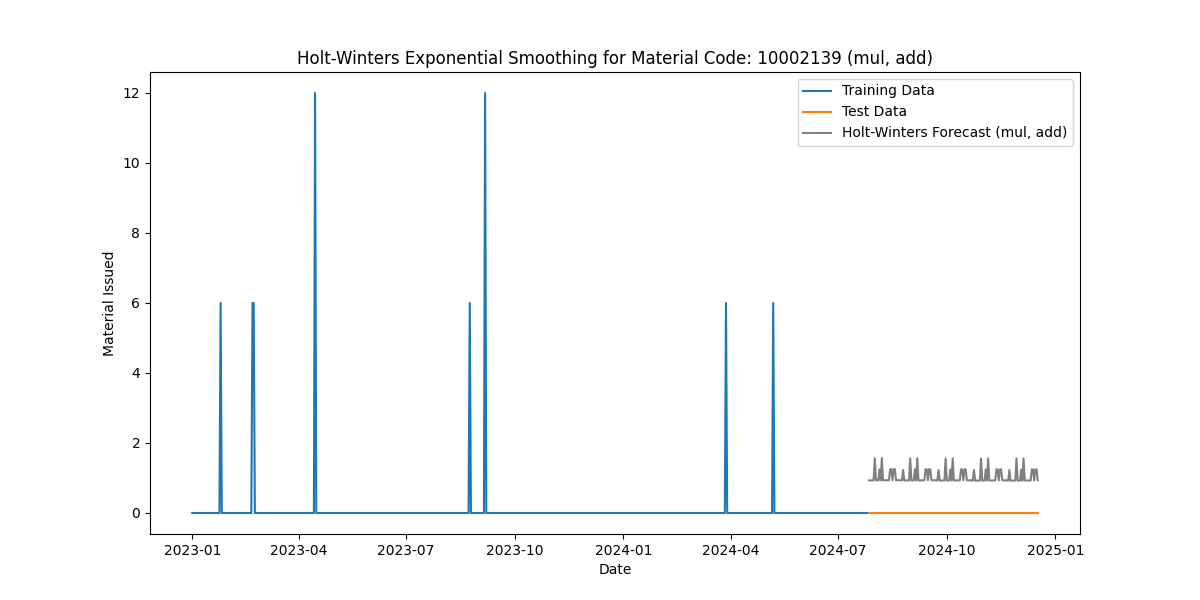 Holt-Winters Exponential Smoothing for Material Code: 10002139 (mul, add)
Training Data
Test Data
Holt-Winters Forecast (mul, add)
Material Issued
12
10
8
6
4
2
0
2023-01
2023-04
2023-07
2023-10
2024-01
2024-04
2024-07
2024-10
2025-01
Date